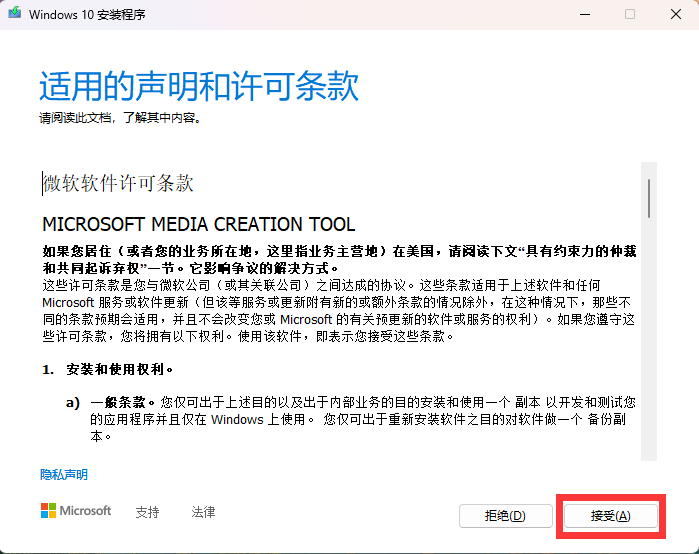 Windows 10 安装程序
适用的声明和许可条款
请阅读此文档，了解其中内容。
微软软件许可条款
MICROSOFT MEDIA CREATION TOOL
如果您居住（或者您的业务所在地，这里指业务主营地）在美国，请阅读下文“具有约束力的仲裁
和共同起诉弃权”一节。它影响争议的解决方式。
这些许可条款是您与微软公司（或其关联公司）之间达成的协议。这些条款适用于上述软件和任何
Microsoft 服务或软件更新（但该等服务或更新附有新的或额外条款的情况除外，在这种情况下，那些不
同的条款预期会适用，并且不会改变您或 Microsoft 的有关预更新的软件或服务的权利）。如果您遵守这
些许可条款，您将拥有以下权利。使用该软件，即表示您接受这些条款。
1. 安装和使用权利。
a) 一般条款。您仅可出于上述目的以及出于内部业务的目的安装和使用一个 副本 以开发和测试您
的应用程序并且仅在 Windows 上使用。 您仅可出于重新安装软件之目的对软件做一个 备份副
本。
隐私声明
Microsoft 支持 法律 拒绝(D) 接受(A)